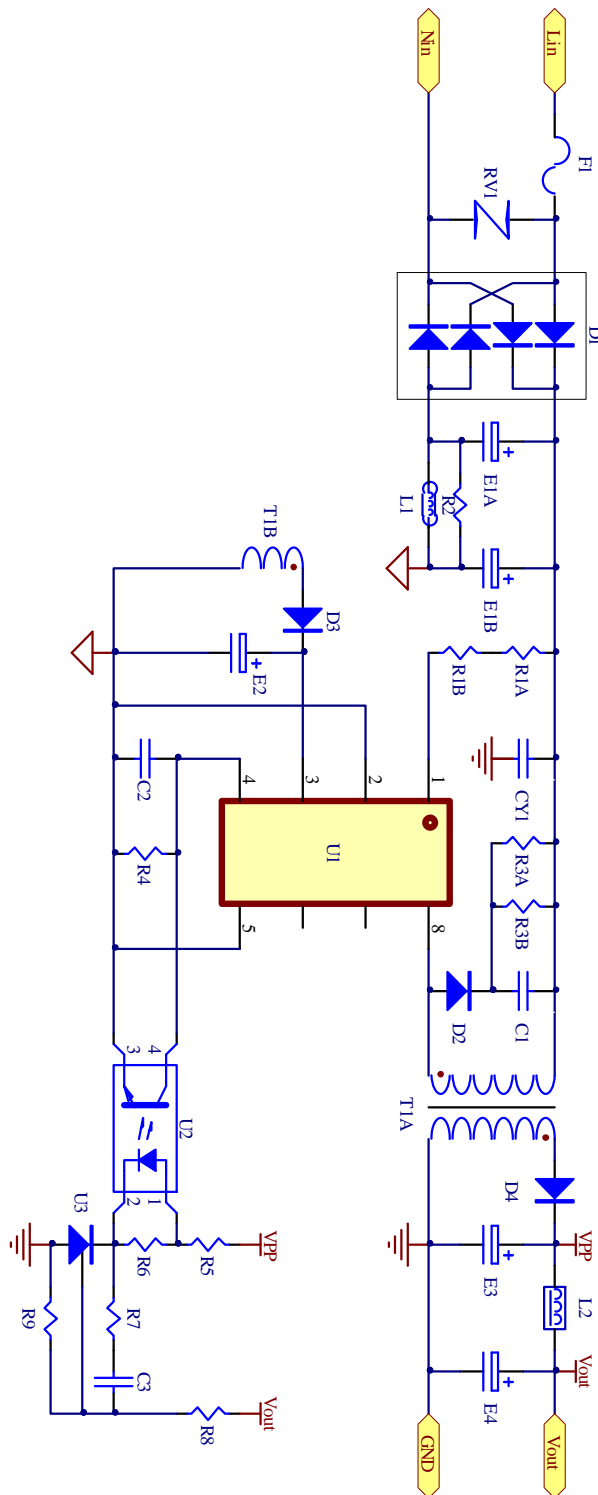 Lin
F1
Nin
RV1
D1
E1A
R2
L1
E1B
T1B
D3
E2
R1A
R1B
CY1
R3A
R3B
C1
D2
1
2
3
4
U1
8
5
C2
R4
T1A
D4
VPP
L2
Vout
E3
E4
Vout
GND
3
4
U2
2
1
U3
R6
R5
VPP
R9
R7
C3
R8
Vout